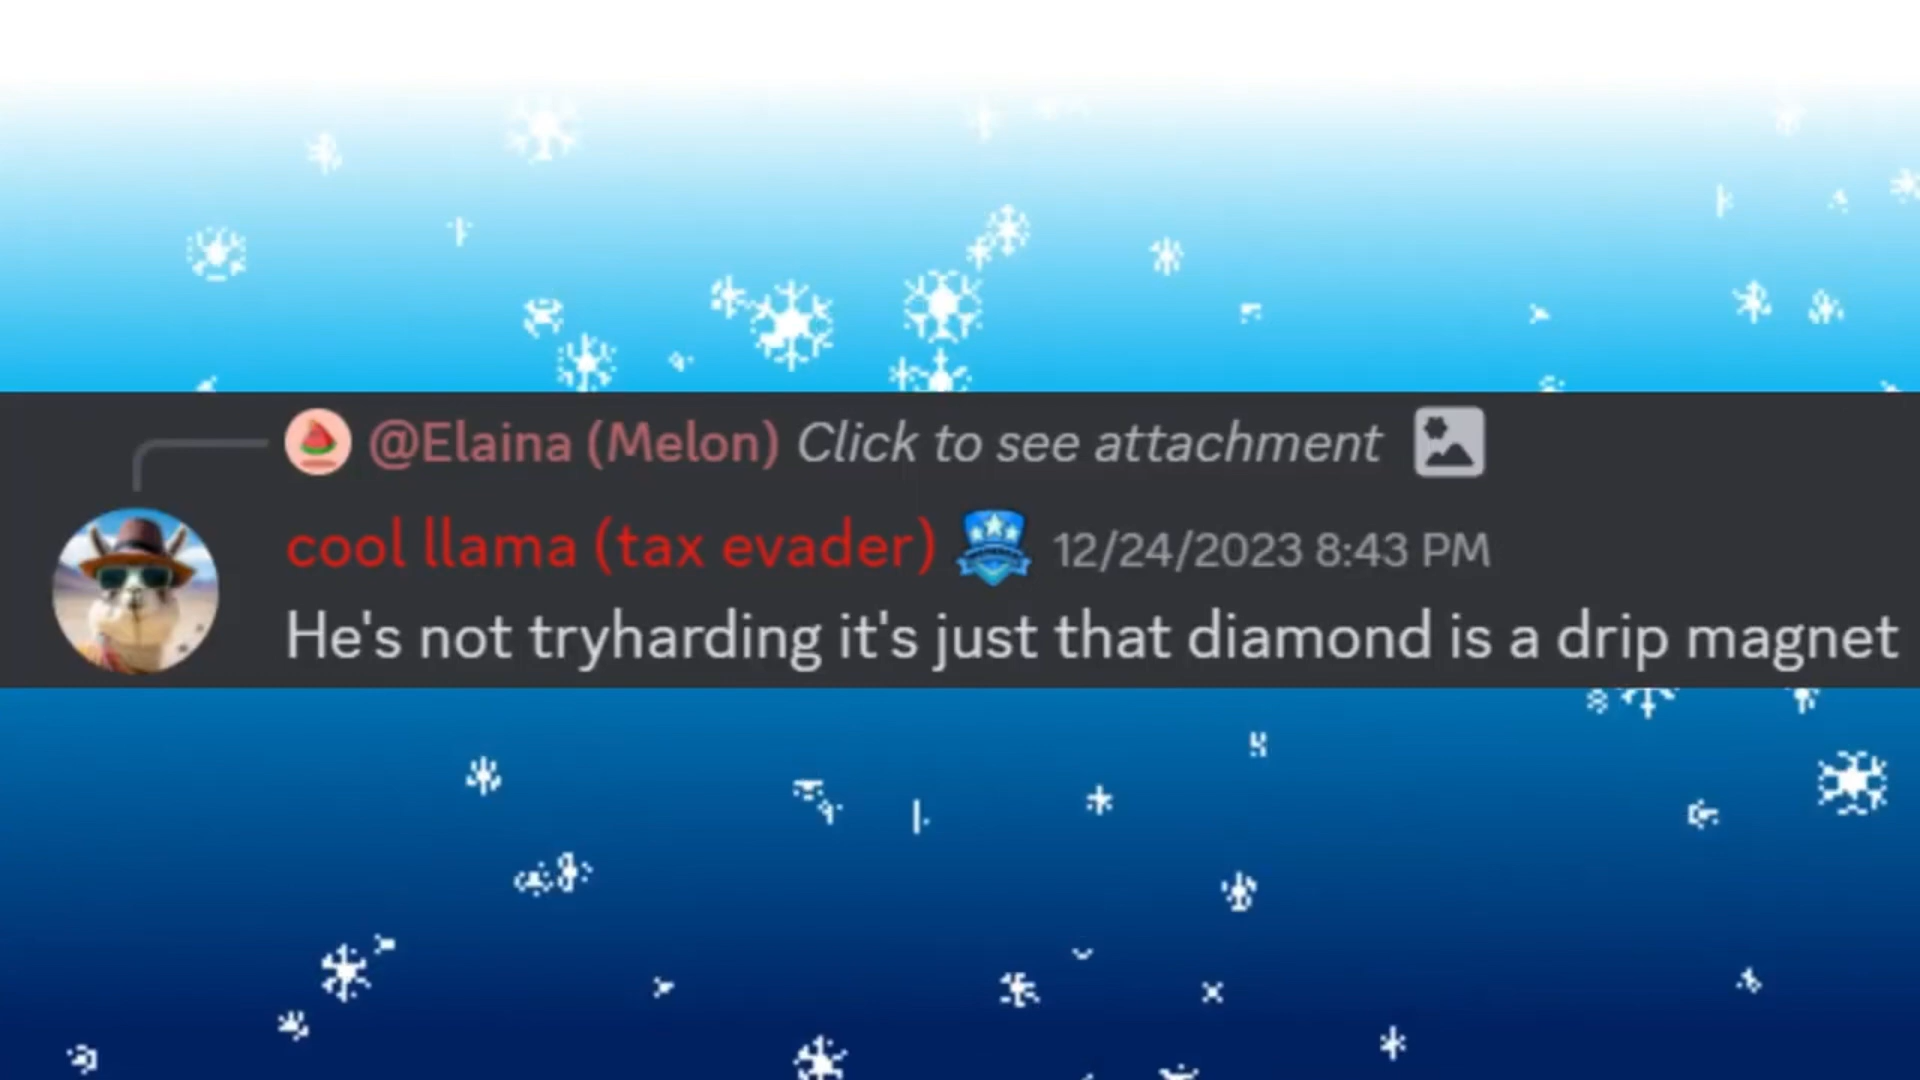 @Elaina (Melon) Click to see attachment
cool llama (tax evader) 12/24/2023 8:43 PM
He's not tryharding it's just that diamond is a drip magnet